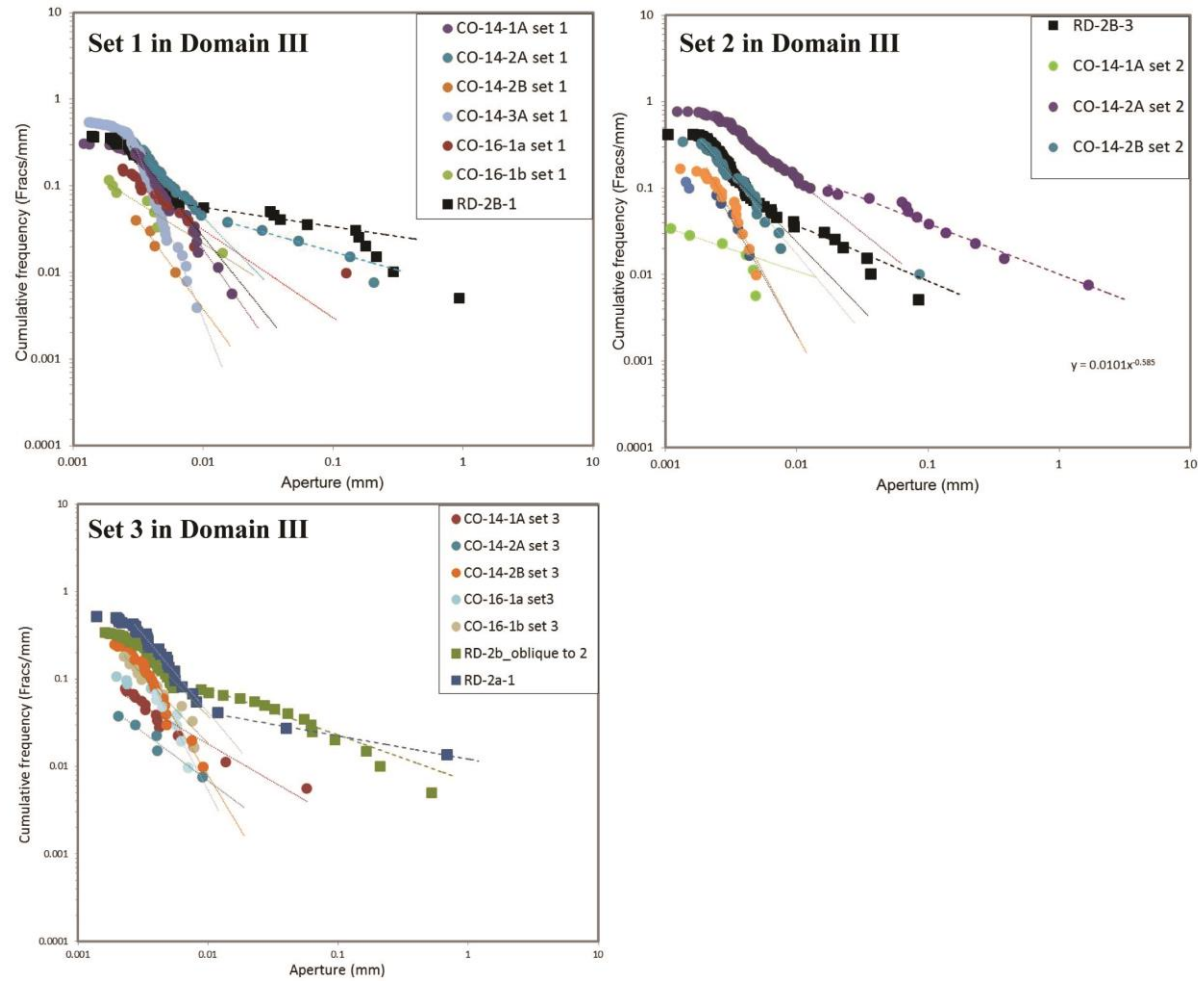 Set 1 in Domain III
Cumulative frequency (Fracs/mm)
10
1
0.1
0.01
0.001
0.0001
0.001
0.01
0.1
1
10
Aperture (mm)
CO-14-1A set 1
CO-14-2A set 1
CO-14-2B set 1
CO-14-3A set 1
CO-16-1a set 1
CO-16-1b set 1
RD-2B-1
Set 2 in Domain III
Cumulative frequency (Fracs/mm)
10
1
0.1
0.01
0.001
0.0001
0.001
0.01
0.1
1
10
Aperture (mm)
RD-2B-3
CO-14-1A set 2
CO-14-2A set 2
CO-14-2B set 2
y = 0.0101x-0.585
Set 3 in Domain III
Cumulative frequency (Fracs/mm)
10
1
0.1
0.01
0.001
0.0001
0.001
0.01
0.1
1
10
Aperture (mm)
CO-14-1A set 3
CO-14-2A set 3
CO-14-2B set 3
CO-16-1a set3
CO-16-1b set 3
RD-2b_oblique to 2
RD-2a-1